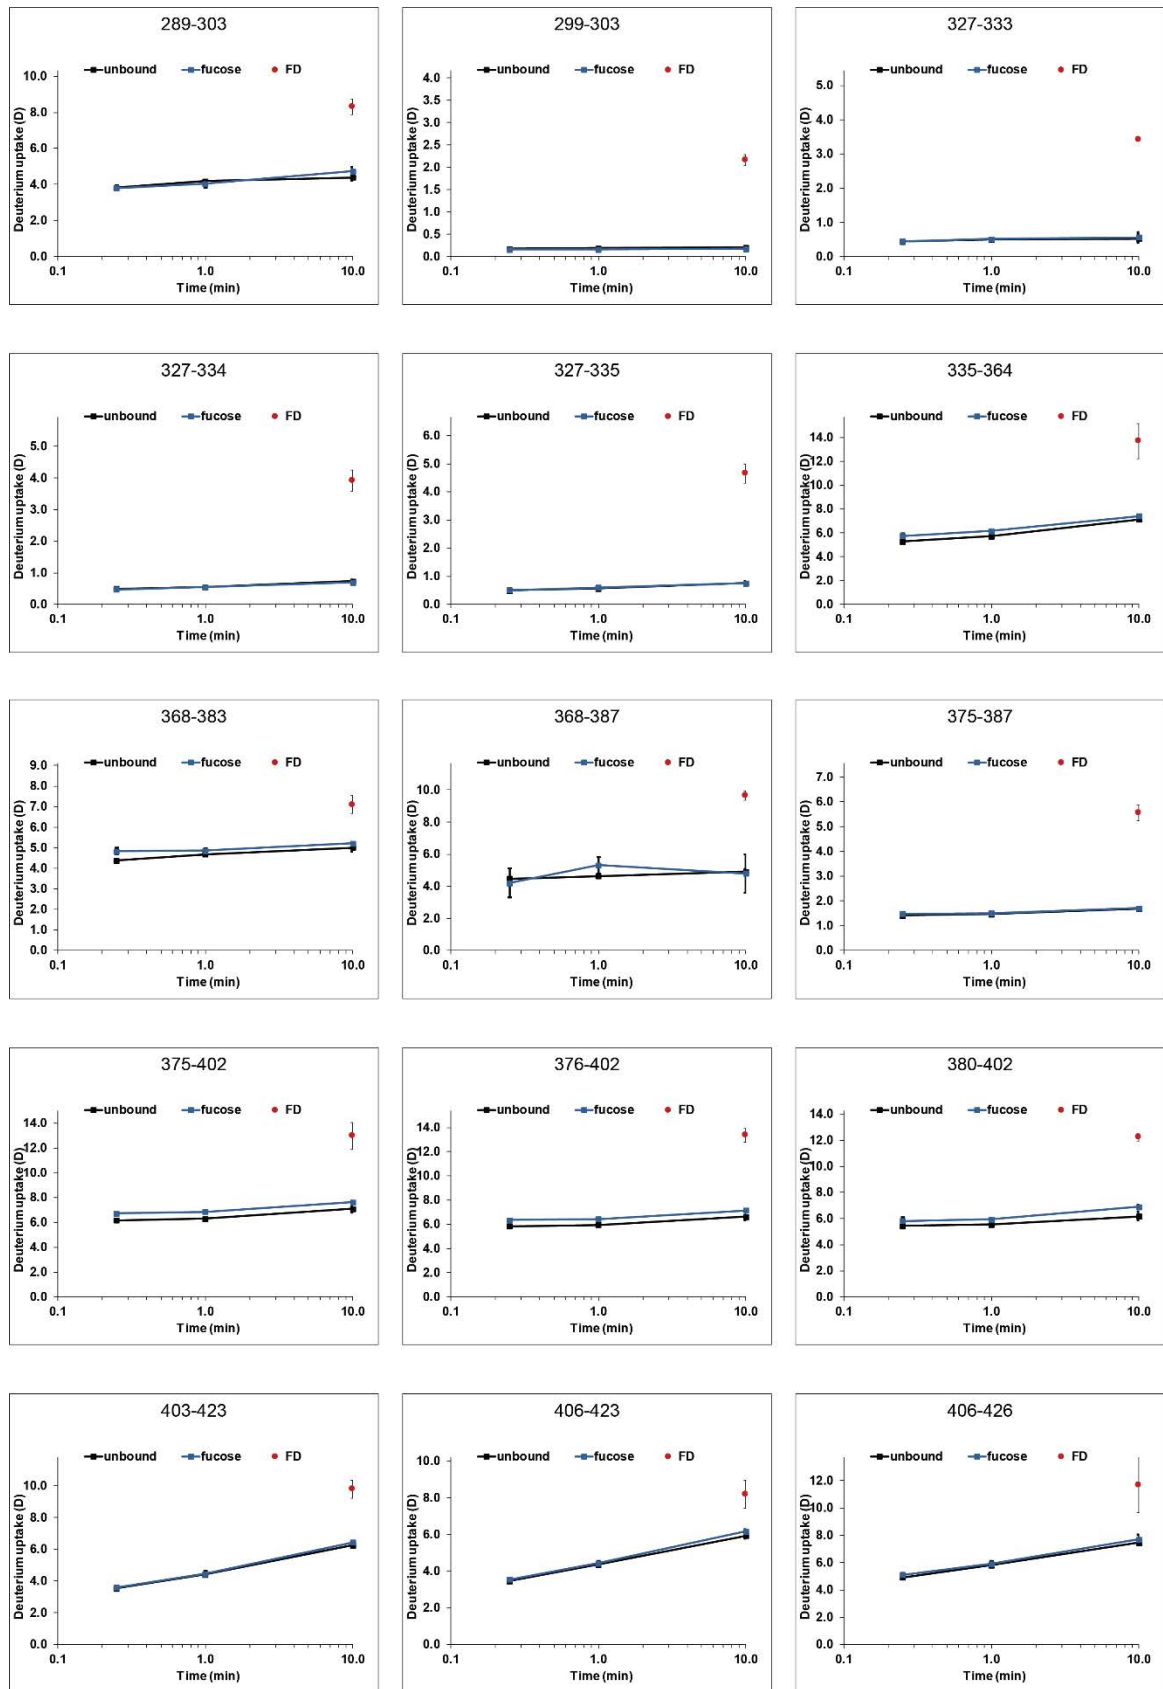 289-303
unbound fucose FD
Deuterium uptake (D)
10.0
8.0
6.0
4.0
2.0
0.0
0.1 1.0 10.0
Time (min)
299-303
unbound fucose FD
Deuterium uptake (D)
4.0
3.5
3.0
2.5
2.0
1.5
1.0
0.5
0.0
0.1 1.0 10.0
Time (min)
327-333
unbound fucose FD
Deuterium uptake (D)
5.0
4.0
3.0
2.0
1.0
0.0
0.1 1.0 10.0
Time (min)
327-334
unbound fucose FD
Deuterium uptake (D)
5.0
4.0
3.0
2.0
1.0
0.0
0.1 1.0 10.0
Time (min)
327-335
unbound fucose FD
Deuterium uptake (D)
6.0
5.0
4.0
3.0
2.0
1.0
0.0
0.1 1.0 10.0
Time (min)
335-364
unbound fucose FD
Deuterium uptake (D)
14.0
12.0
10.0
8.0
6.0
4.0
2.0
0.0
0.1 1.0 10.0
Time (min)
368-383
unbound fucose FD
Deuterium uptake (D)
9.0
8.0
7.0
6.0
5.0
4.0
3.0
2.0
1.0
0.0
0.1 1.0 10.0
Time (min)
368-387
unbound fucose FD
Deuterium uptake (D)
10.0
8.0
6.0
4.0
2.0
0.0
0.1 1.0 10.0
Time (min)
375-387
unbound fucose FD
Deuterium uptake (D)
7.0
6.0
5.0
4.0
3.0
2.0
1.0
0.0
0.1 1.0 10.0
Time (min)
375-402
unbound fucose FD
Deuterium uptake (D)
14.0
12.0
10.0
8.0
6.0
4.0
2.0
0.0
0.1 1.0 10.0
Time (min)
376-402
unbound fucose FD
Deuterium uptake (D)
14.0
12.0
10.0
8.0
6.0
4.0
2.0
0.0
0.1 1.0 10.0
Time (min)
380-402
unbound fucose FD
Deuterium uptake (D)
14.0
12.0
10.0
8.0
6.0
4.0
2.0
0.0
0.1 1.0 10.0
Time (min)
403-423
unbound fucose FD
Deuterium uptake (D)
10.0
8.0
6.0
4.0
2.0
0.0
0.1 1.0 10.0
Time (min)
406-423
unbound fucose FD
Deuterium uptake (D)
10.0
8.0
6.0
4.0
2.0
0.0
0.1 1.0 10.0
Time (min)
406-426
unbound fucose FD
Deuterium uptake (D)
12.0
10.0
8.0
6.0
4.0
2.0
0.0
0.1 1.0 10.0
Time (min)